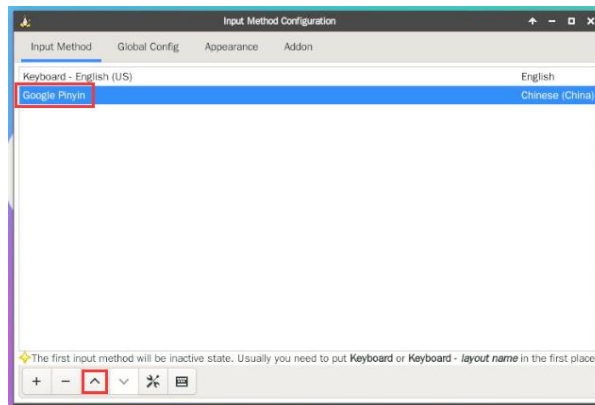 Input Method Configuration
Input Method Global Config Appearance Addon
Keyboard - English (US) English
Google Pinyin Chinese (China)
The first input method will be inactive state. Usually you need to put Keyboard or Keyboard - layout name in the first place